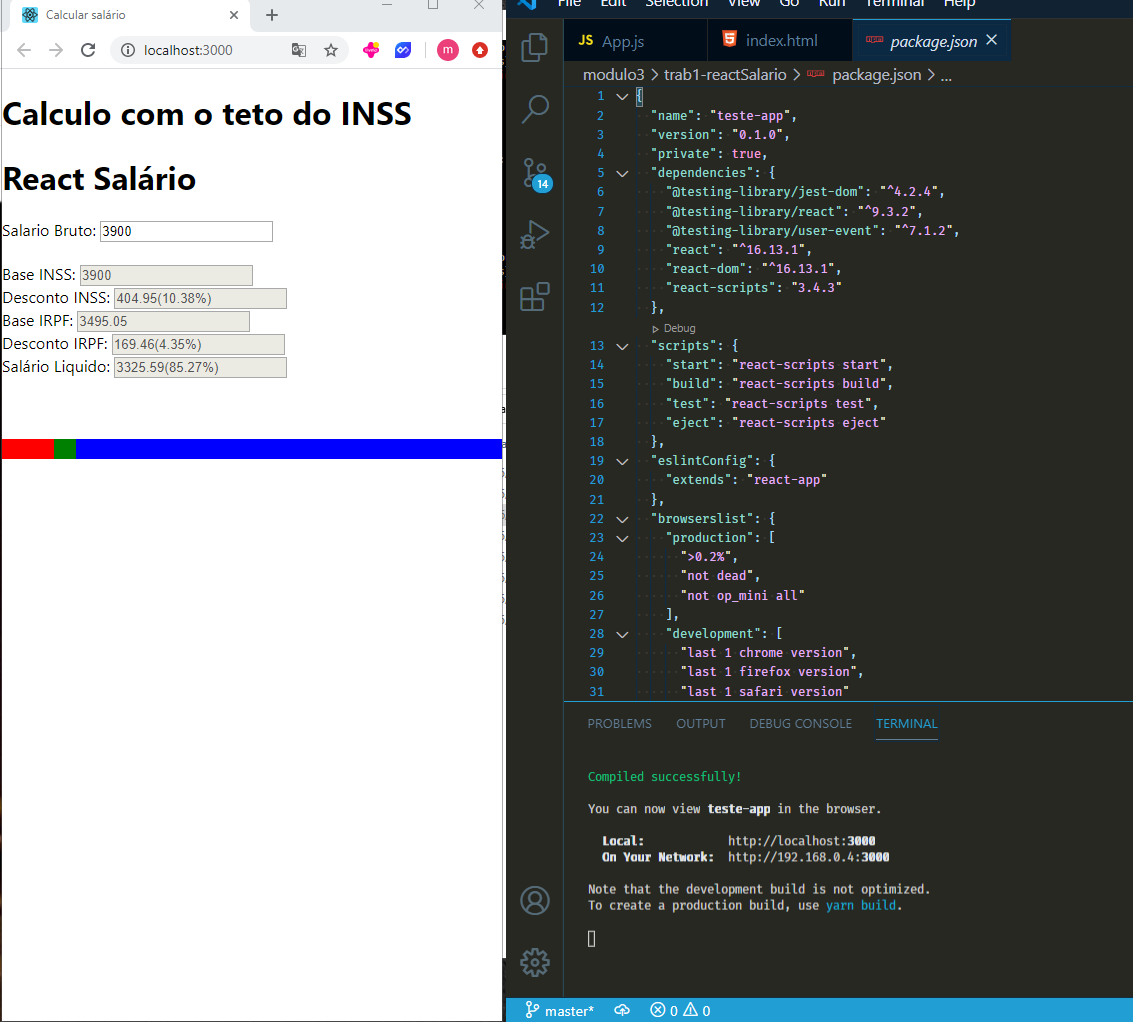 Calcular salário
localhost:3000
m
Calculo com o teto do INSS
React Salário
Salario Bruto: 3900
Base INSS: 3900
Desconto INSS: 404.95(10.38%)
Base IRPF: 3495.05
Desconto IRPF: 169.46(4.35%)
Salário Liquido: 3325.59(85.27%)
File Edit Selection View Go Run Terminal Help
JS App.js index.html package.json
modulo3 > trab1-reactSalario > package.json > ...
14
1 {
2 "name": "teste-app",
3 "version": "0.1.0",
4 "private": true,
5 "dependencies": {
6 "@testing-library/jest-dom": "^4.2.4",
7 "@testing-library/react": "^9.3.2",
8 "@testing-library/user-event": "^7.1.2",
9 "react": "^16.13.1",
10 "react-dom": "^16.13.1",
11 "react-scripts": "3.4.3"
12 },
Debug
13 "scripts": {
14 "start": "react-scripts start",
15 "build": "react-scripts build",
16 "test": "react-scripts test",
17 "eject": "react-scripts eject"
18 },
19 "eslintConfig": {
20 "extends": "react-app"
21 },
22 "browserslist": {
23 "production": [
24 ">0.2%",
25 "not dead",
26 "not op_mini all"
27 ],
28 "development": [
29 "last 1 chrome version",
30 "last 1 firefox version",
31 "last 1 safari version"
PROBLEMS OUTPUT DEBUG CONSOLE TERMINAL
Compiled successfully!
You can now view teste-app in the browser.
Local: http://localhost:3000
On Your Network: http://192.168.0.4:3000
Note that the development build is not optimized.
To create a production build, use yarn build.
master* 0 0